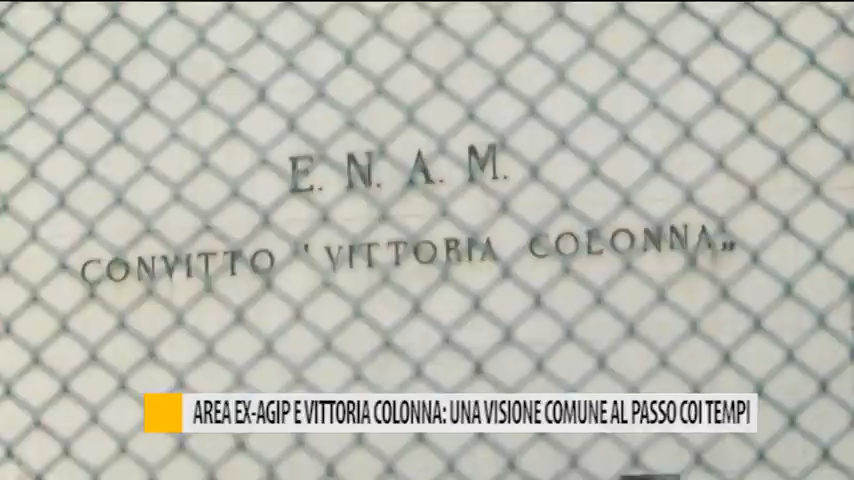 E. N. A. M.
CONVITTO "VITTORIA COLONNA"
AREA EX-AGIP E VITTORIA COLONNA: UNA VISIONE COMUNE AL PASSO COI TEMPI